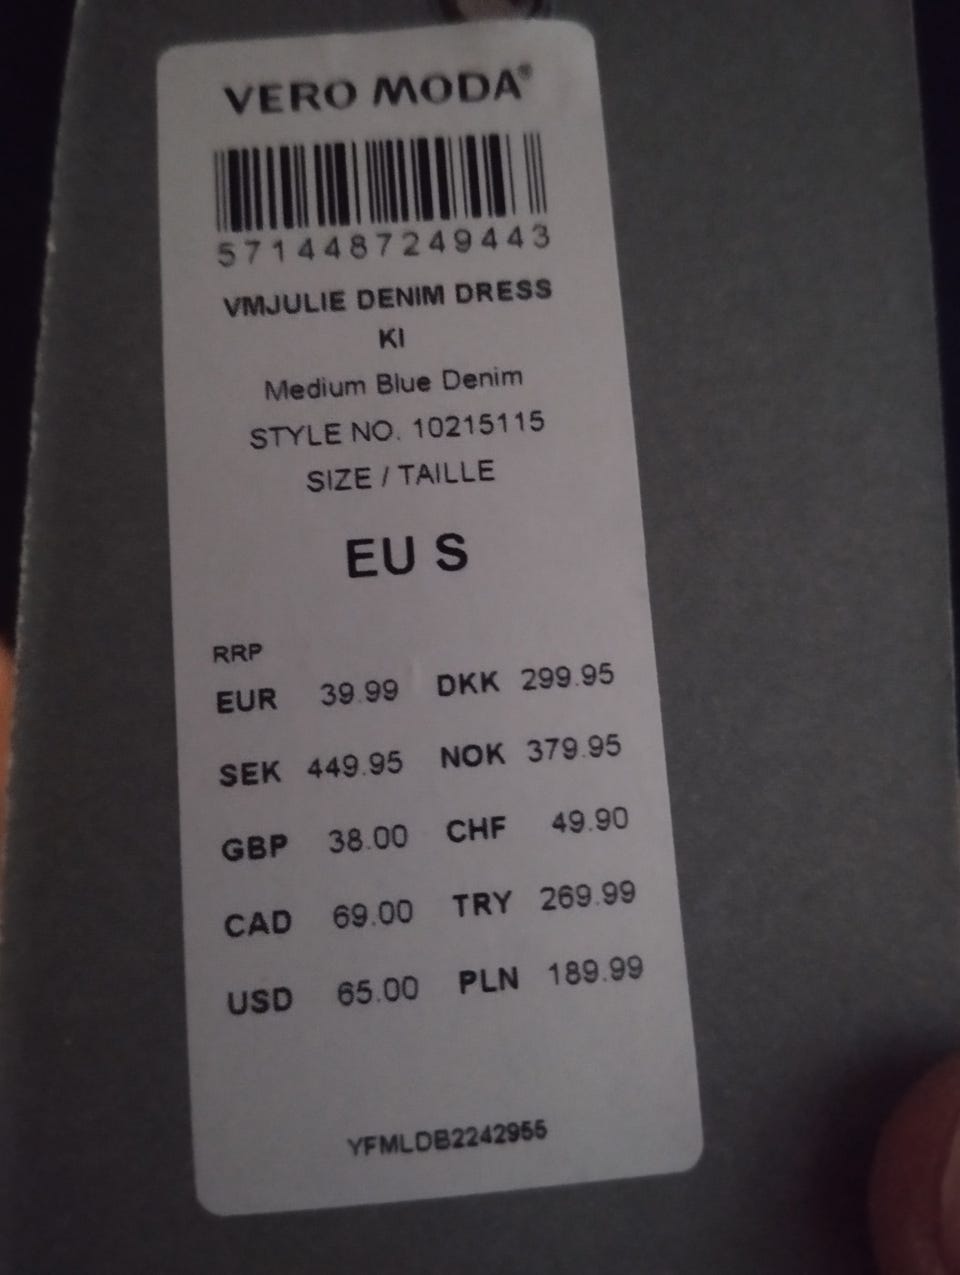 VERO MODA®
5714487249443
VMJULIE DENIM DRESS
KI
Medium Blue Denim
STYLE NO. 10215115
SIZE / TAILLE
EU S
RRP
EUR 39.99 DKK 299.95
SEK 449.95 NOK 379.95
GBP 38.00 CHF 49.90
CAD 69.00 TRY 269.99
USD 65.00 PLN 189.99
YFMLDB2242955